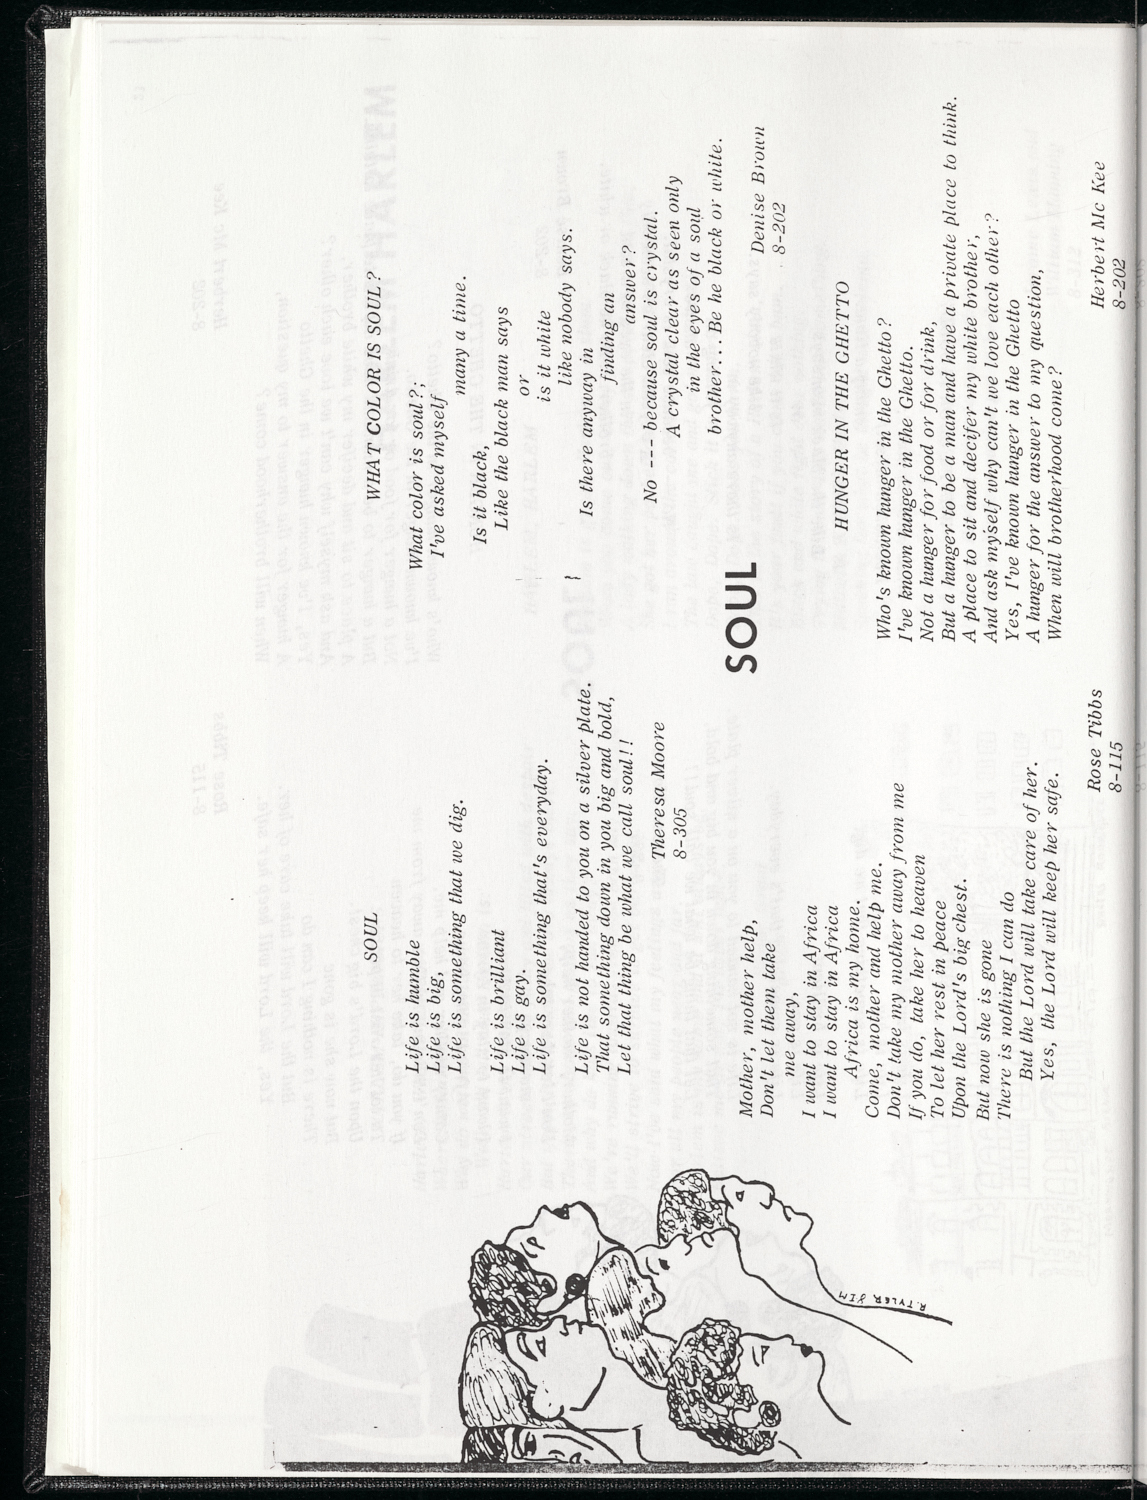 SOUL
Life is humble
Life is big,
Life is something that we dig.
Life is brilliant
Life is gay.
Life is something that's everyday.
Life is not handed to you on a silver plate.
That something down in you big and bold,
Let that thing be what we call soul!!
Theresa Moore
8-305
WHAT COLOR IS SOUL?
What color is soul?;
I've asked myself
many a time.
Is it black,
Like the black man says
or
is it white
like nobody says.
Is there anyway in
finding an
answer?
No --- because soul is crystal.
A crystal clear as seen only
in the eyes of a soul
brother... Be he black or white.
Denise Brown
8-202
SOUL
Mother, mother help,
Don't let them take
me away,
I want to stay in Africa
I want to stay in Africa
Africa is my home.
Come, mother and help me.
Don't take my mother away from me
If you do, take her to heaven
To let her rest in peace
Upon the Lord's big chest.
But now she is gone
There is nothing I can do
But the Lord will take care of her.
Yes, the Lord will keep her safe.
Rose Tibbs
8-115
HUNGER IN THE GHETTO
Who's known hunger in the Ghetto?
I've known hunger in the Ghetto.
Not a hunger for food or for drink,
But a hunger to be a man and have a private place to think.
A place to sit and decifer my white brother,
And ask myself why can't we love each other?
Yes, I've known hunger in the Ghetto
A hunger for the answer to my question,
When will brotherhood come?
Herbert Mc Kee
8-202
R. TYLER JIM